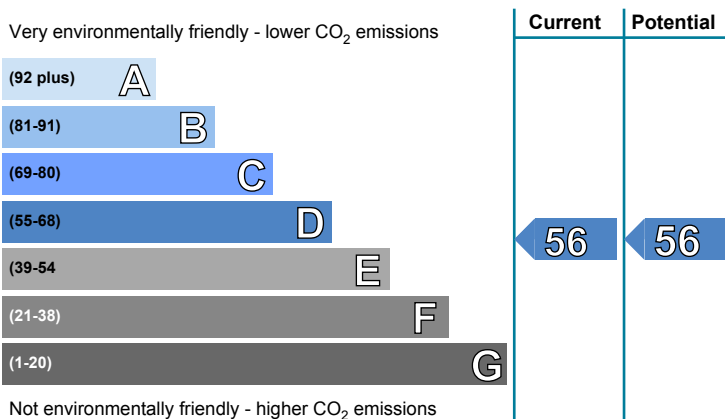 Very environmentally friendly - lower CO2 emissions
Current
Potential
(92 plus) A
(81-91) B
(69-80) C
(55-68) D
56
56
(39-54 E
(21-38) F
(1-20) G
Not environmentally friendly - higher CO2 emissions